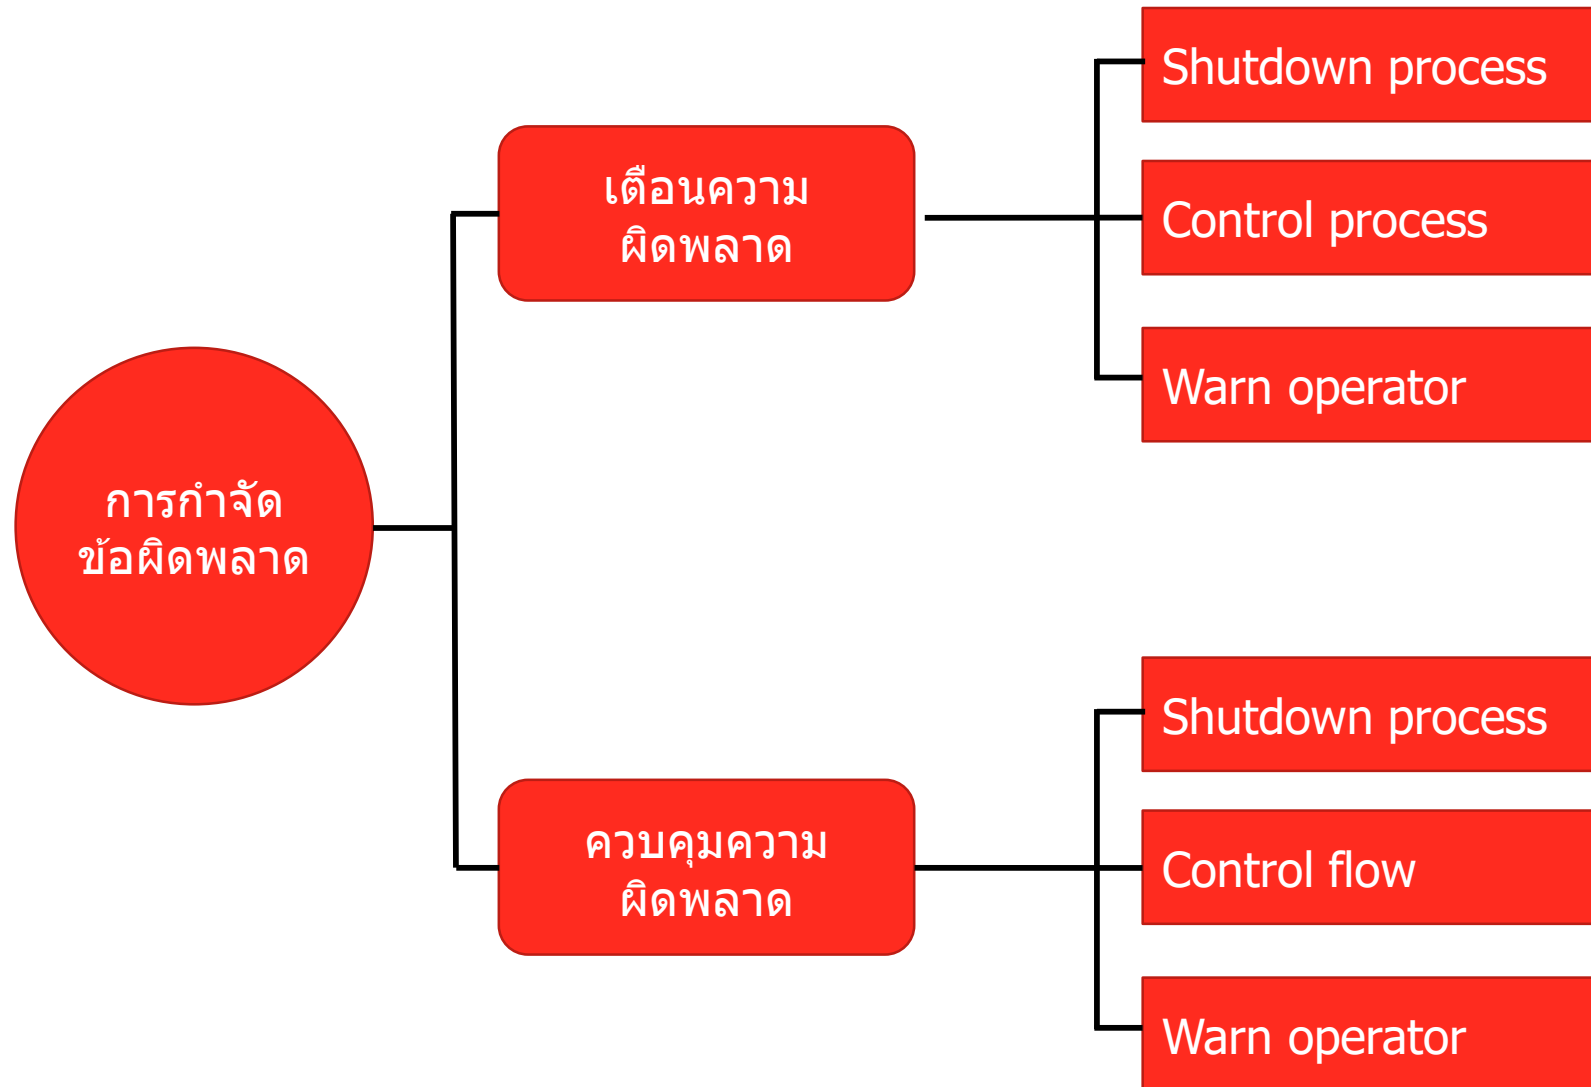 การกำจัด
ข้อผิดพลาด
เตือนความ
ผิดพลาด
Shutdown process
Control process
Warn operator
ควบคุมความ
ผิดพลาด
Shutdown process
Control flow
Warn operator